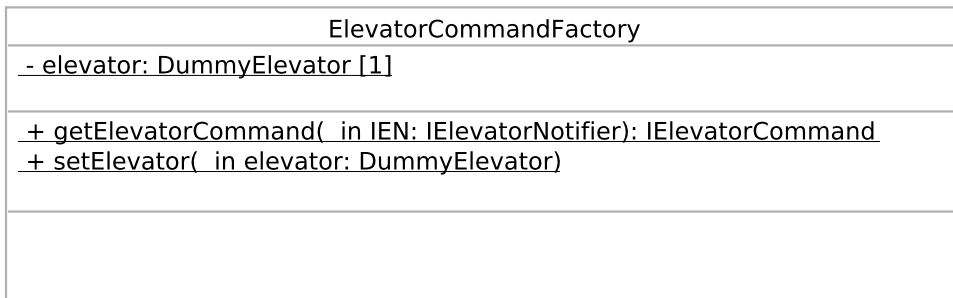 ElevatorCommandFactory
- elevator: DummyElevator [1]
+ getElevatorCommand(  in IEN: IElevatorNotifier): IElevatorCommand
+ setElevator(  in elevator: DummyElevator)